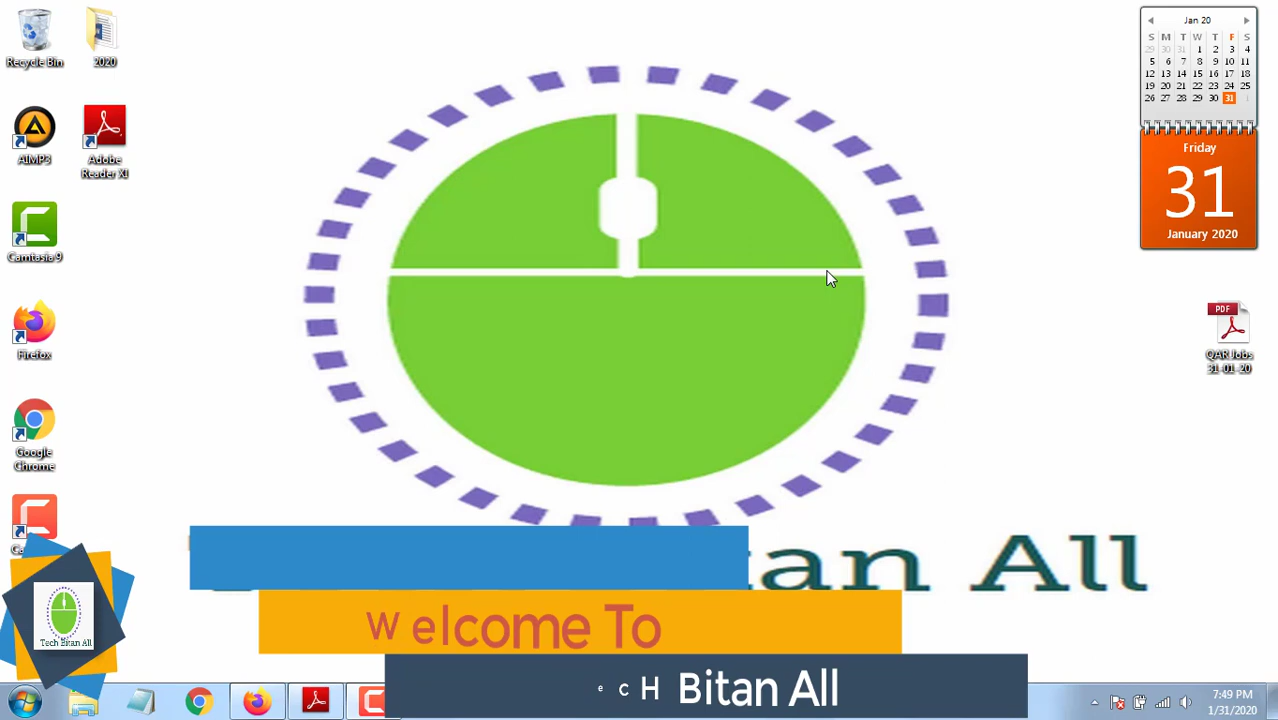 Recycle Bin
2020
AIMP3
Adobe
Reader XI
Camtasia 9
Firefox
Google
Chrome
Jan 20
S M T W T F S
29 30 31 1 2 3 4
5 6 7 8 9 10 11
12 13 14 15 16 17 18
19 20 21 22 23 24 25
26 27 28 29 30 31 1
Friday
31
January 2020
PDF
QAR Jobs
31-01-20
an All
Welcome To
ecH Bitan All
Tech Bitan All
7:49 PM
1/31/2020